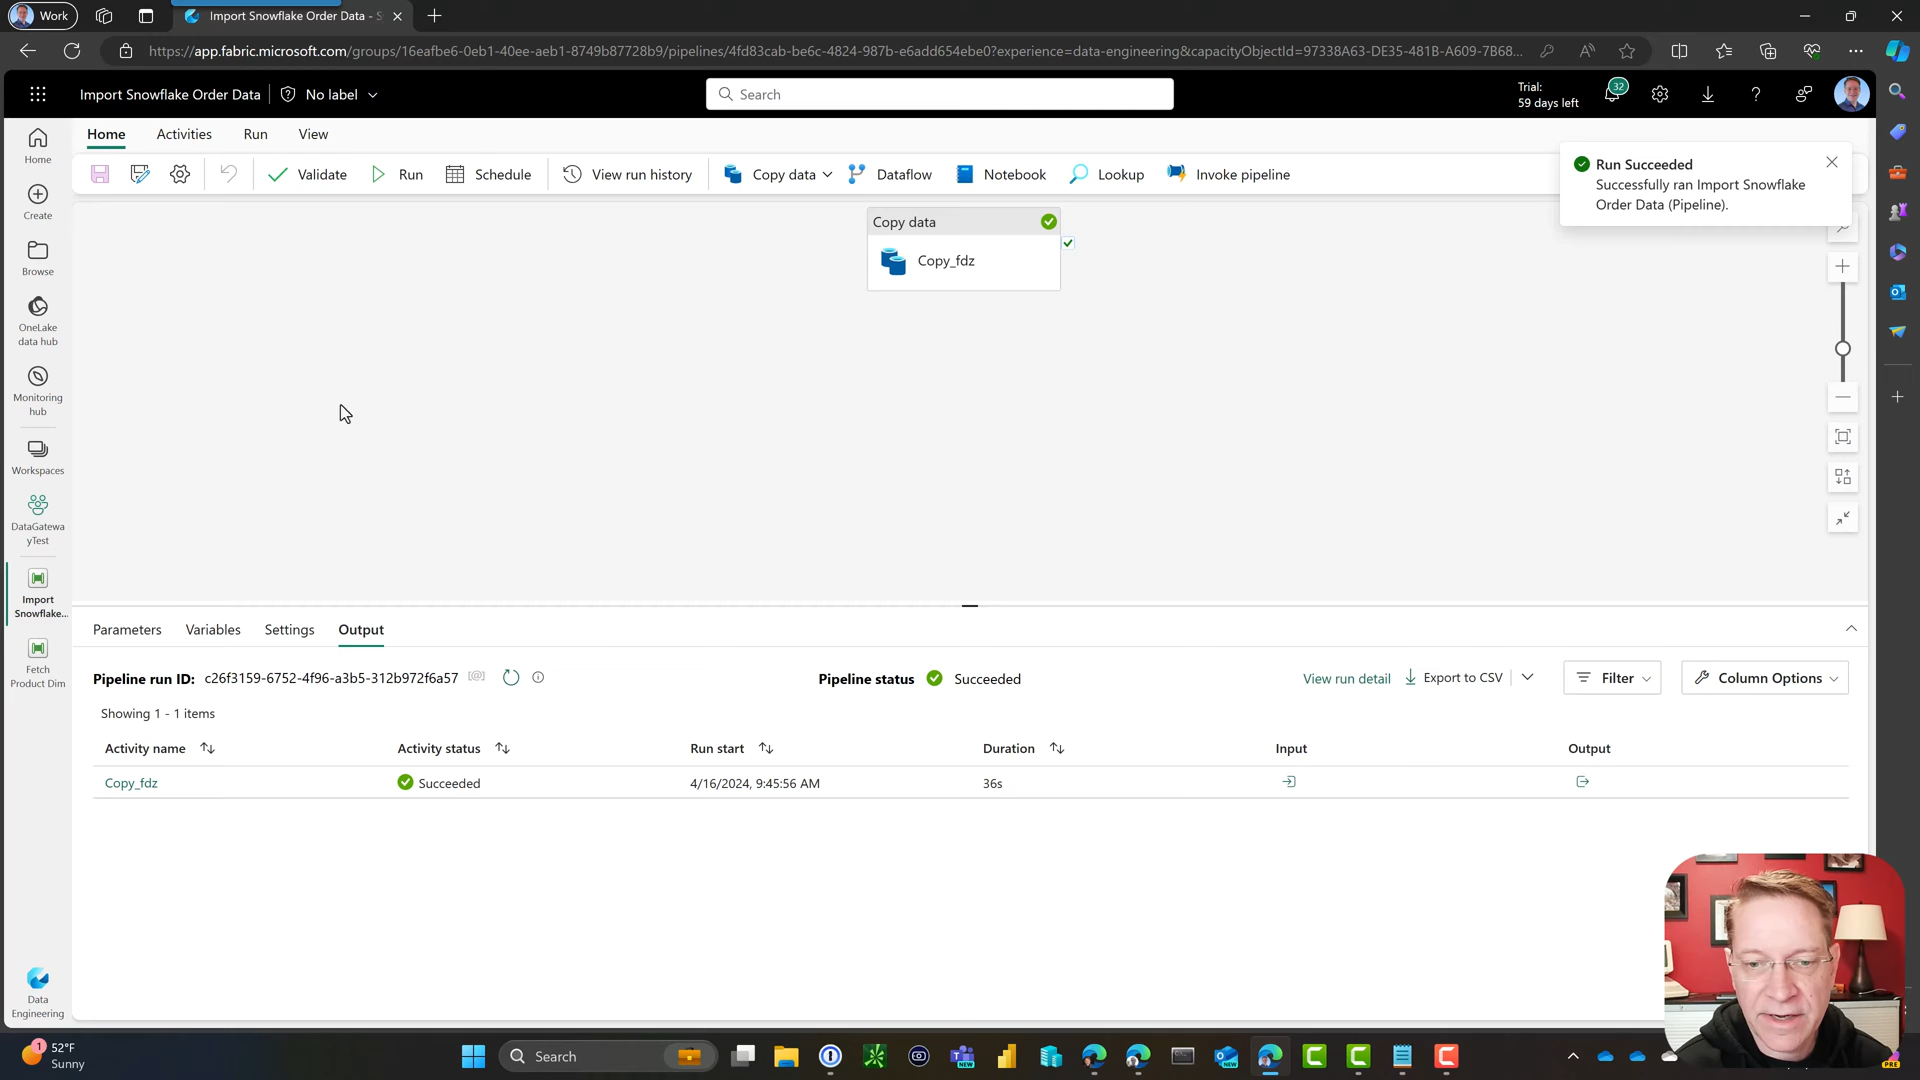 Work
Import Snowflake Order Data - S
https://app.fabric.microsoft.com/groups/16eafbe6-0eb1-40ee-aeb1-8749b87728b9/pipelines/4fd83cab-be6c-4824-987b-e6add654ebe0?experience=data-engineering&capacityObjectId=97338A63-DE35-481B-A609-7B68...
Import Snowflake Order Data
No label
Search
Trial:
59 days left
32
Home
Activities
Run
View
Validate
Run
Schedule
View run history
Copy data
Dataflow
Notebook
Lookup
Invoke pipeline
Run Succeeded
Successfully ran Import Snowflake
Order Data (Pipeline).
Home
Create
Browse
OneLake
data hub
Monitoring
hub
Workspaces
DataGatewa
yTest
Import
Snowflake...
Fetch
Product Dim
Data
Engineering
Copy data
Copy_fdz
Parameters
Variables
Settings
Output
Pipeline run ID: c26f3159-6752-4f96-a3b5-312b972f6a57
Pipeline status Succeeded
View run detail
Export to CSV
Filter
Column Options
Showing 1 - 1 items
Activity name
Activity status
Run start
Duration
Input
Output
Copy_fdz
Succeeded
4/16/2024, 9:45:56 AM
36s
1
52°F
Sunny
Search
NEW
NEW
PRE